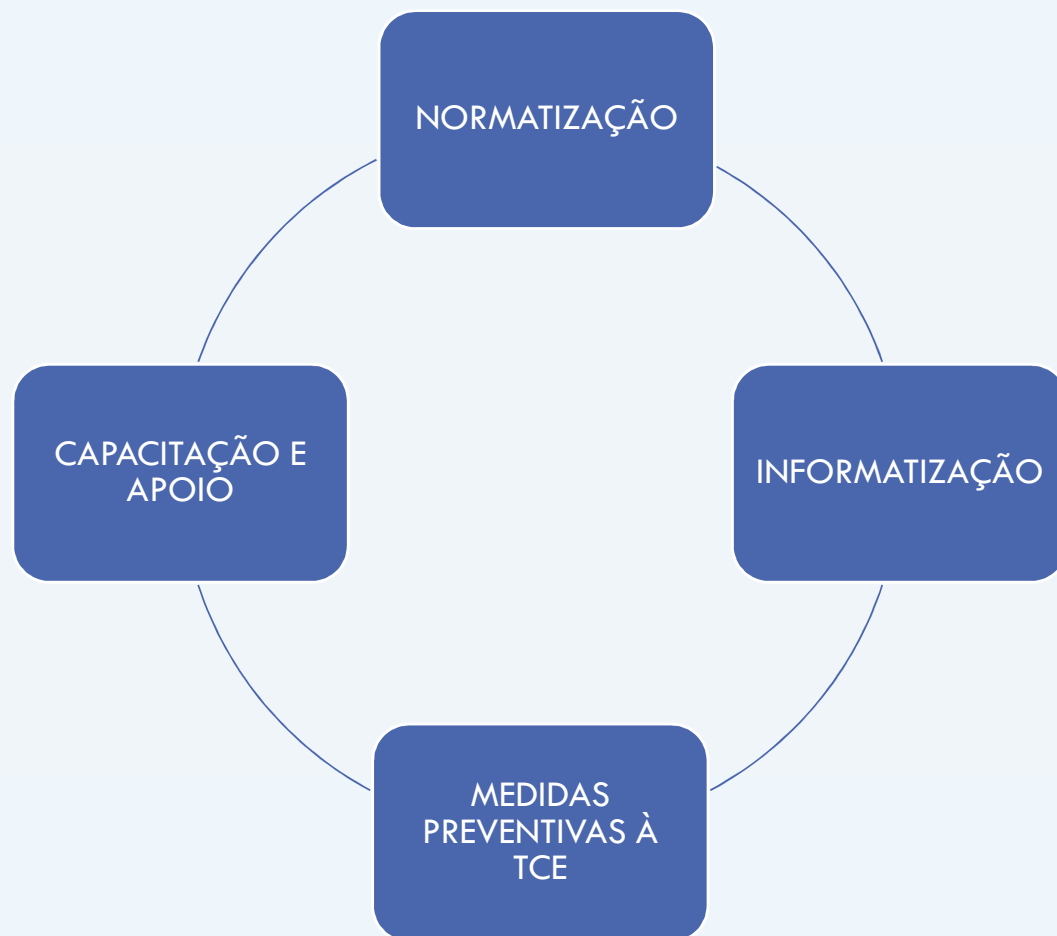 NORMATIZAÇÃO
CAPACITAÇÃO E
APOIO
INFORMATIZAÇÃO
MEDIDAS
PREVENTIVAS À
TCE